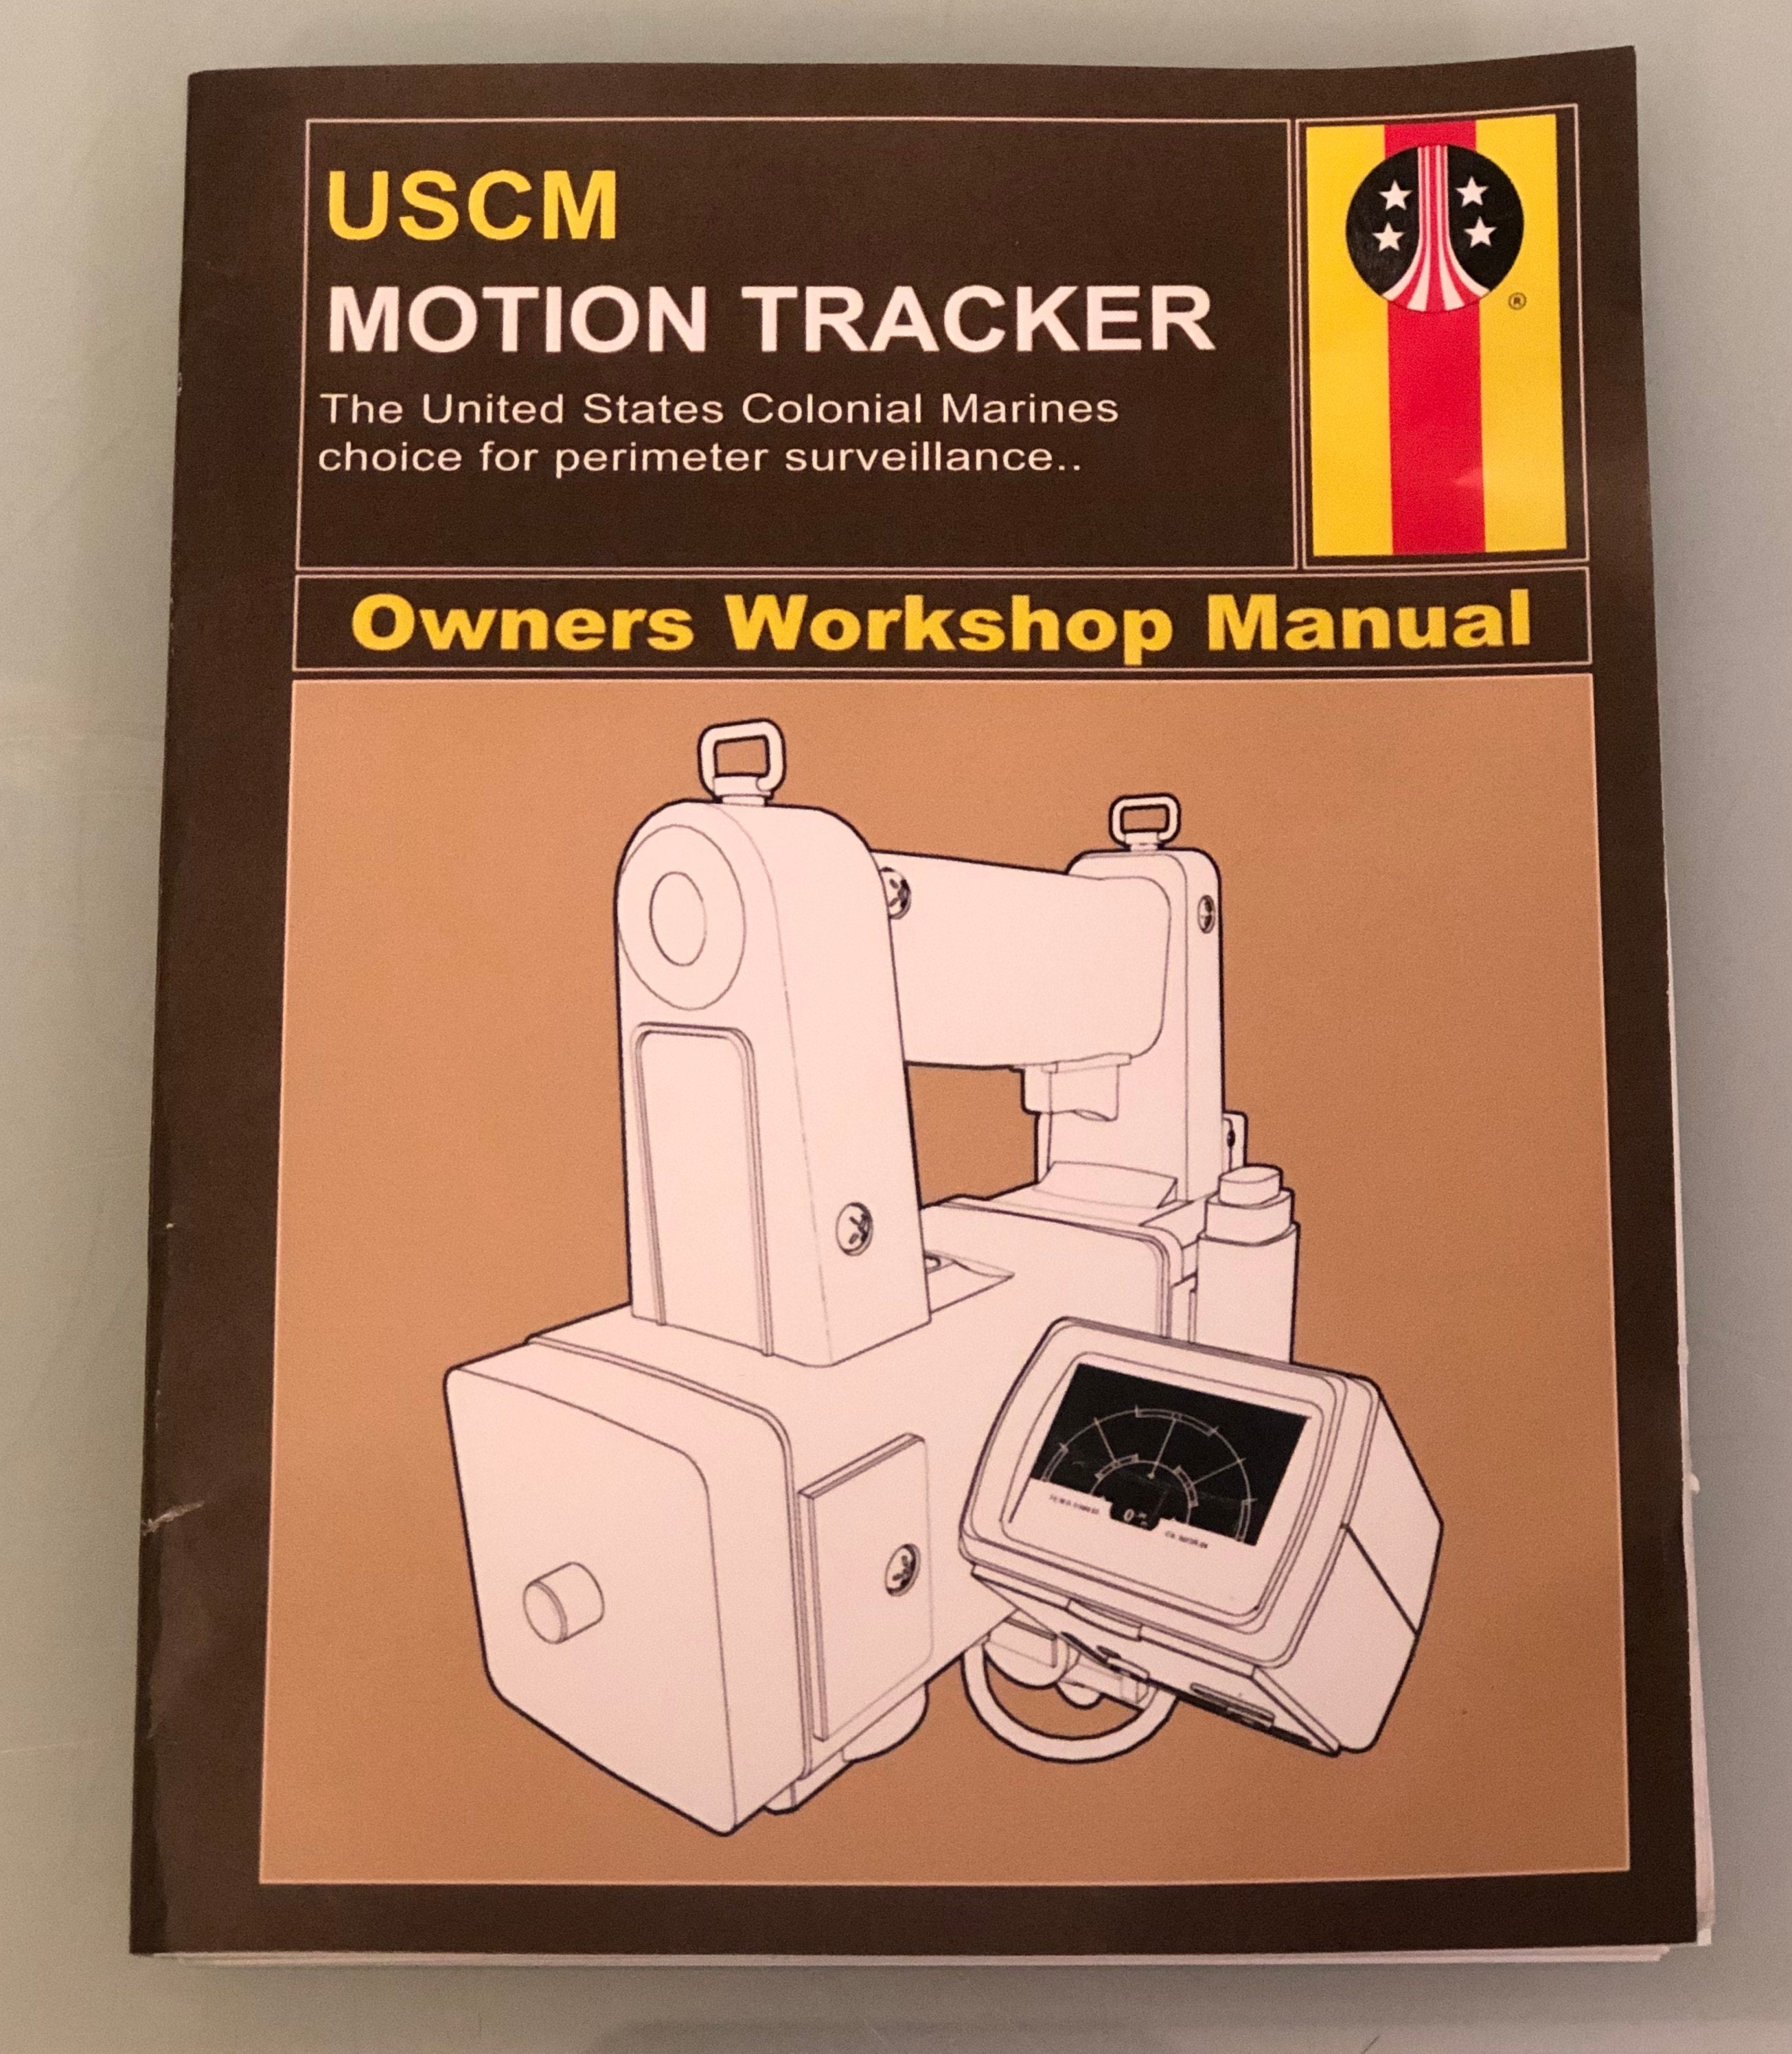 USCM
MOTION TRACKER
The United States Colonial Marines
choice for perimeter surveillance..
®
Owners Workshop Manual